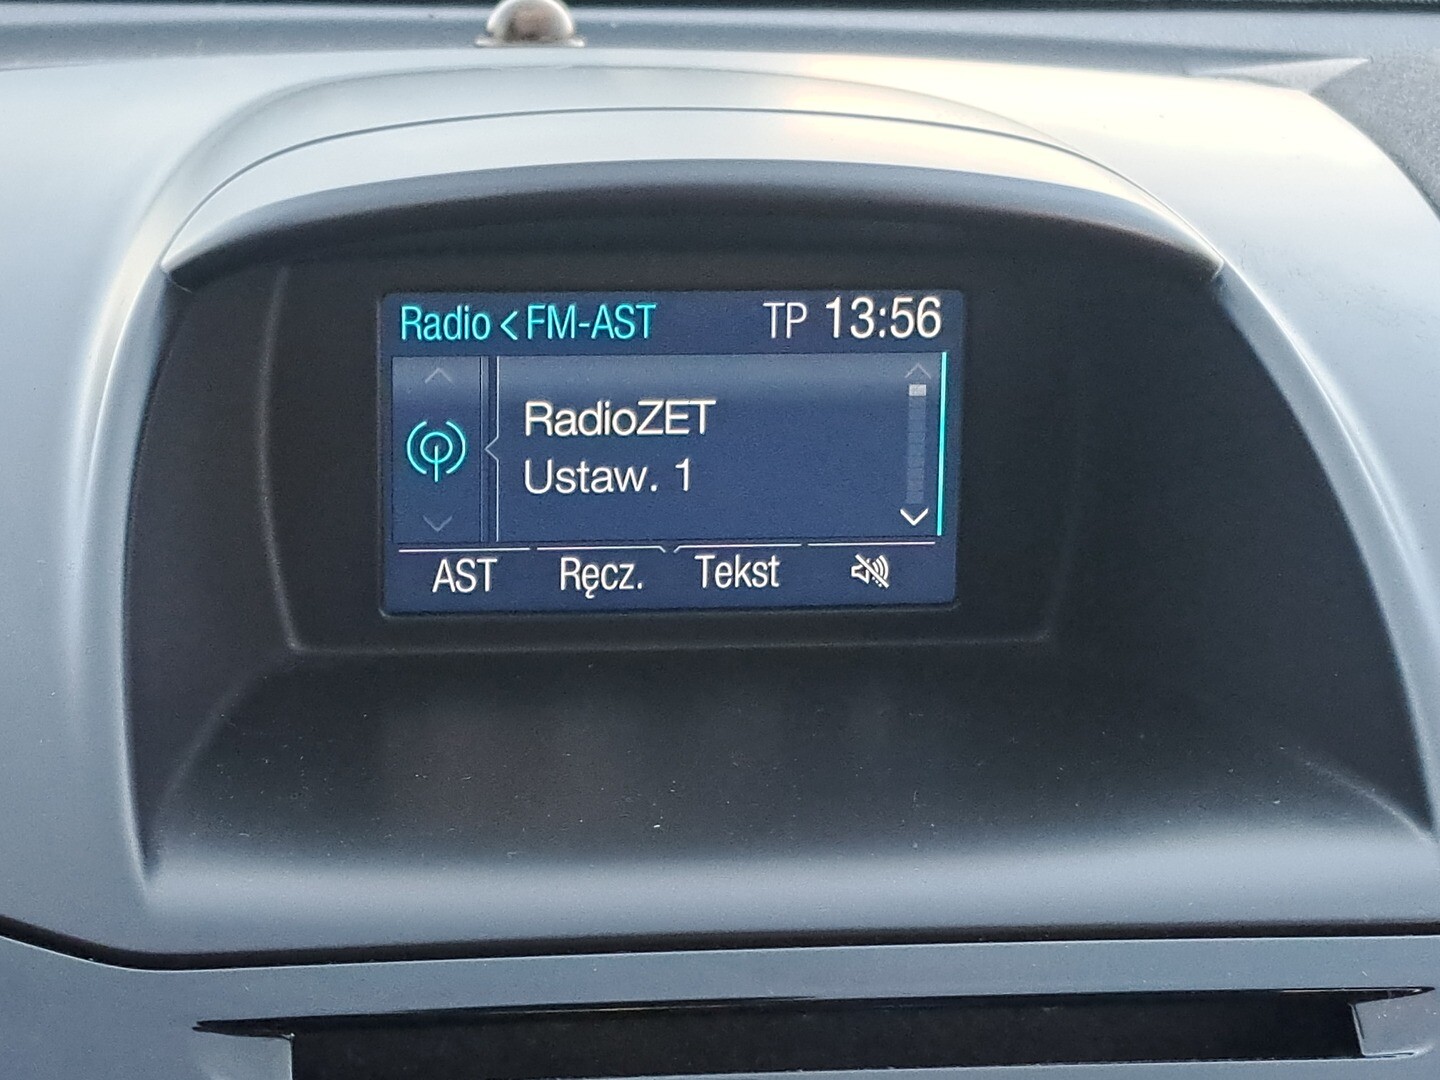 Radio < FM-AST TP 13:56
RadioZET
Ustaw. 1
AST Ręcz. Tekst